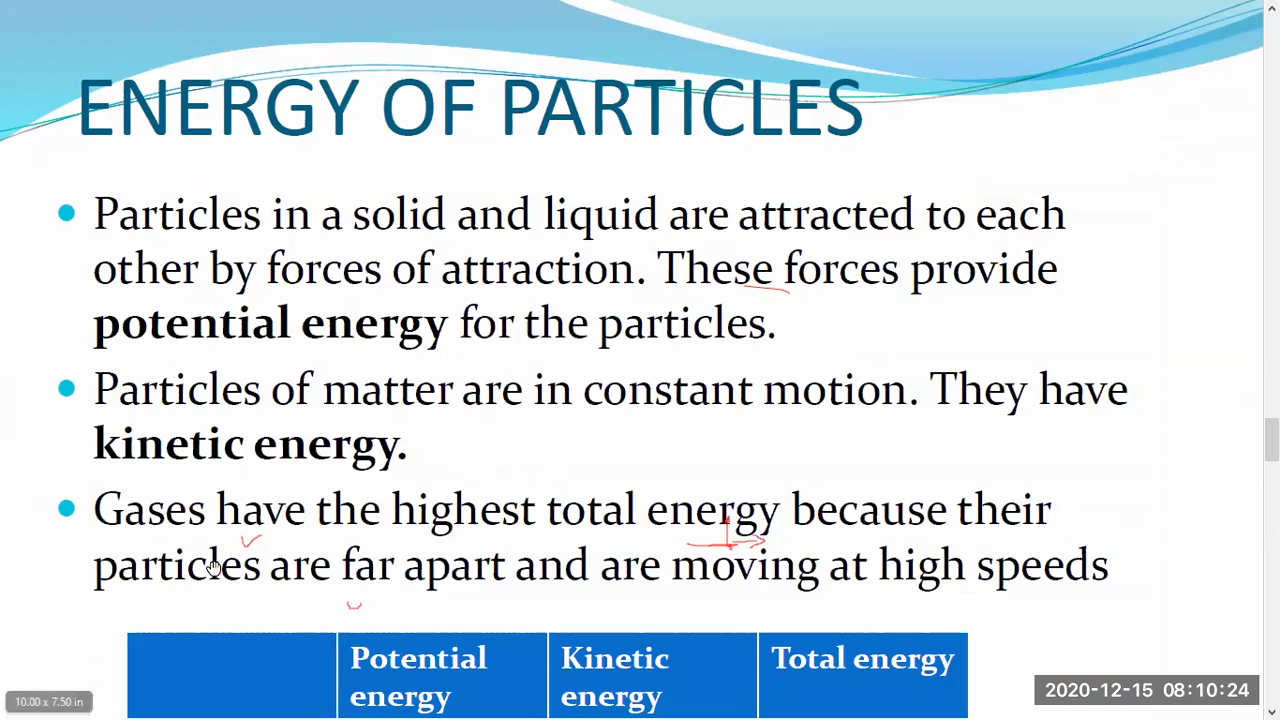 ENERGY OF PARTICLES
• Particles in a solid and liquid are attracted to each
other by forces of attraction. These forces provide
potential energy for the particles.
• Particles of matter are in constant motion. They have
kinetic energy.
• Gases have the highest total energy because their
particles are far apart and are moving at high speeds
Potential energy
Kinetic energy
Total energy
10.00 x 7.50 in
2020-12-15 08:10:24